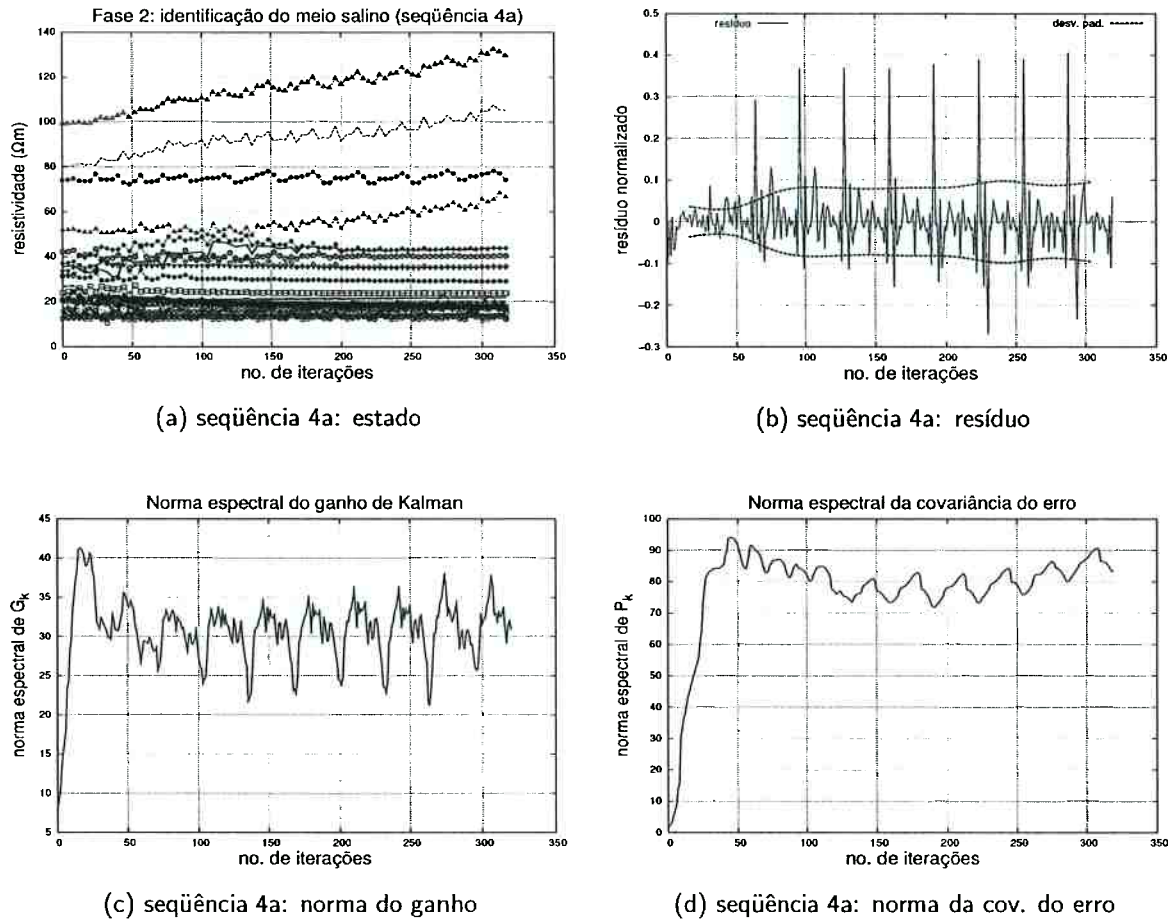 Fase 2: identificação do meio salino (seqüência 4a)
140
120
100
80
60
40
20
0
resistividade (Ωm)
0 50 100 150 200 250 300 350
no. de iterações
(a) seqüência 4a: estado
resíduo
desv. pad.
0.5
0.4
0.3
0.2
0.1
0
−0.1
−0.2
−0.3
resíduo normalizado
0 50 100 150 200 250 300 350
no. de iterações
(b) seqüência 4a: resíduo
Norma espectral do ganho de Kalman
45
40
35
30
25
20
15
10
5
norma espectral de Gk
0 50 100 150 200 250 300 350
no. de iterações
(c) seqüência 4a: norma do ganho
Norma espectral da covariância do erro
100
90
80
70
60
50
40
30
20
10
0
norma espectral de Pk
0 50 100 150 200 250 300 350
no. de iterações
(d) seqüência 4a: norma da cov. do erro